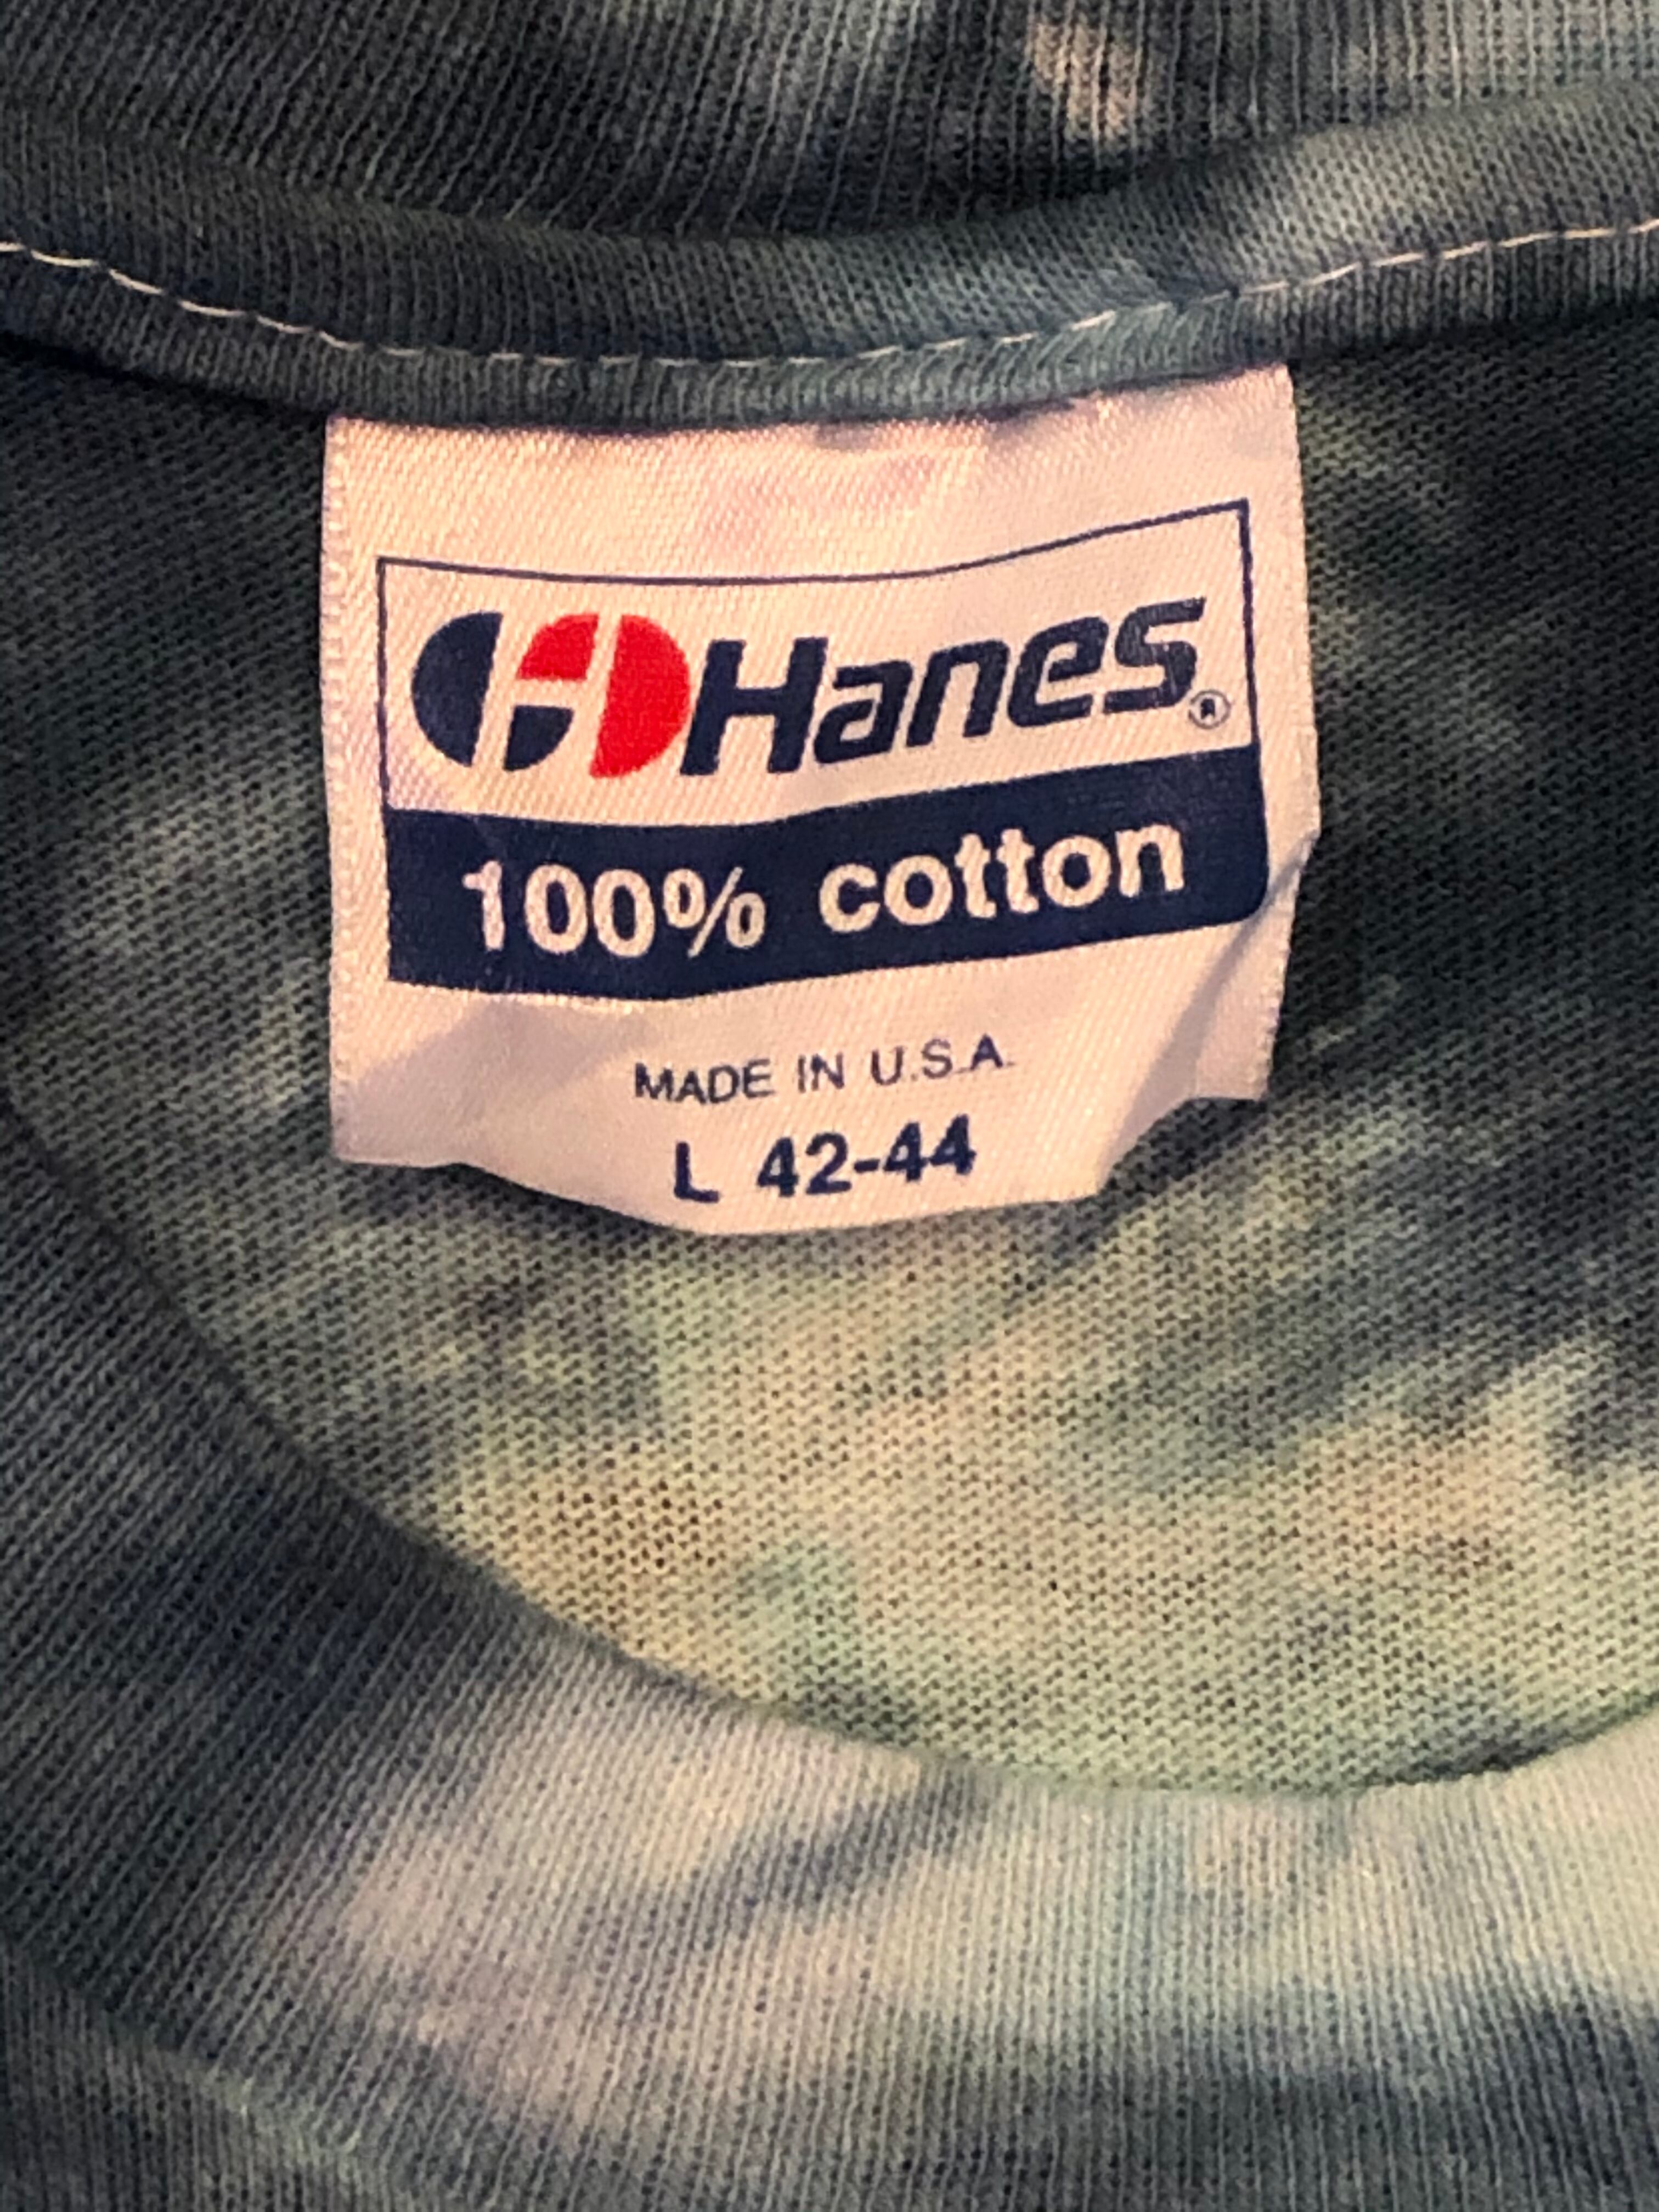 Hanes®
100% cotton
MADE IN U.S.A.
L 42-44